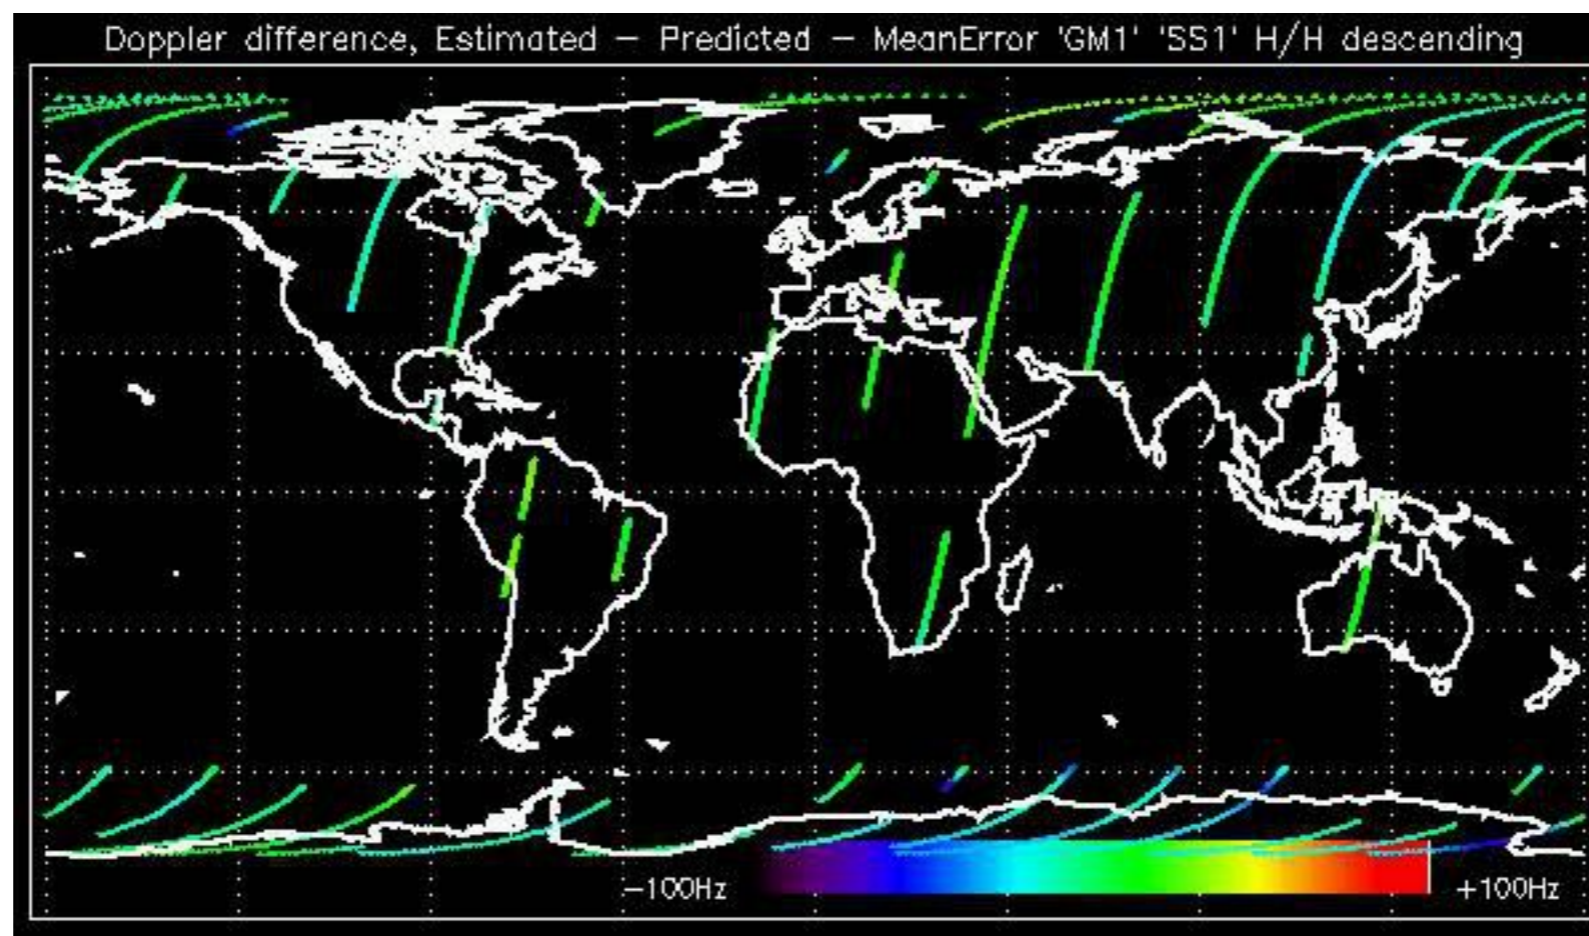 Doppler difference, Estimated - Predicted - MeanError 'GM1' 'SS1' H/H descending
-100Hz
+100Hz